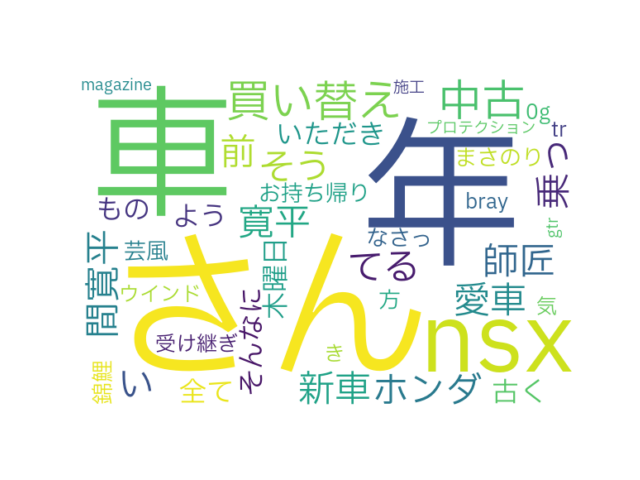 magazine
車
買い替え
施工
中古
0g
プロテクション
tr
いただき
年
前
そう
まさのり
乗っ
お持ち帰り
bray
もの
よう
寛平
なさっ
gtr
間寛平
芸風
さん
木曜日
てる
師匠
ウインド
方
愛車
気
受け継ぎ
そんなに
nsx
き
錦鯉
い
全て
新車
ホンダ
古く